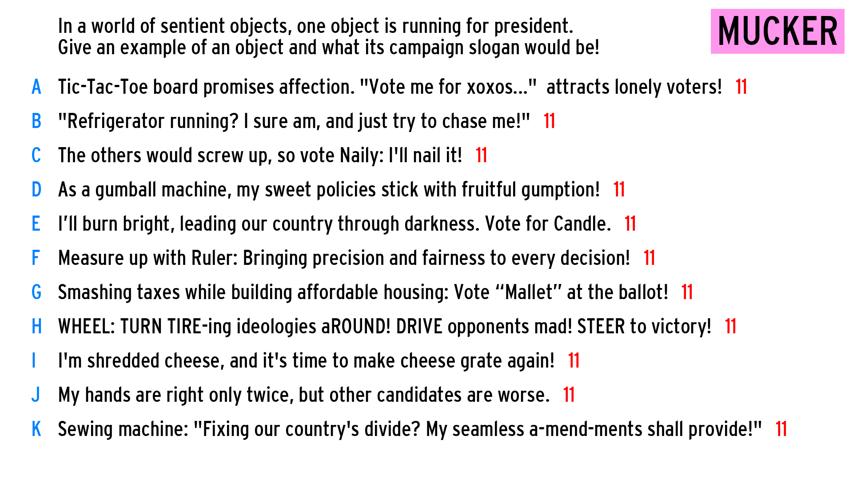 In a world of sentient objects, one object is running for president.
Give an example of an object and what its campaign slogan would be!
MUCKER
A Tic-Tac-Toe board promises affection. "Vote me for xoxos..." attracts lonely voters! 11
B "Refrigerator running? I sure am, and just try to chase me!" 11
C The others would screw up, so vote Naily: I'll nail it! 11
D As a gumball machine, my sweet policies stick with fruitful gumption! 11
E I’ll burn bright, leading our country through darkness. Vote for Candle. 11
F Measure up with Ruler: Bringing precision and fairness to every decision! 11
G Smashing taxes while building affordable housing: Vote “Mallet” at the ballot! 11
H WHEEL: TURN TIRE-ing ideologies aROUND! DRIVE opponents mad! STEER to victory! 11
I I'm shredded cheese, and it's time to make cheese grate again! 11
J My hands are right only twice, but other candidates are worse. 11
K Sewing machine: "Fixing our country's divide? My seamless a-mend-ments shall provide!" 11